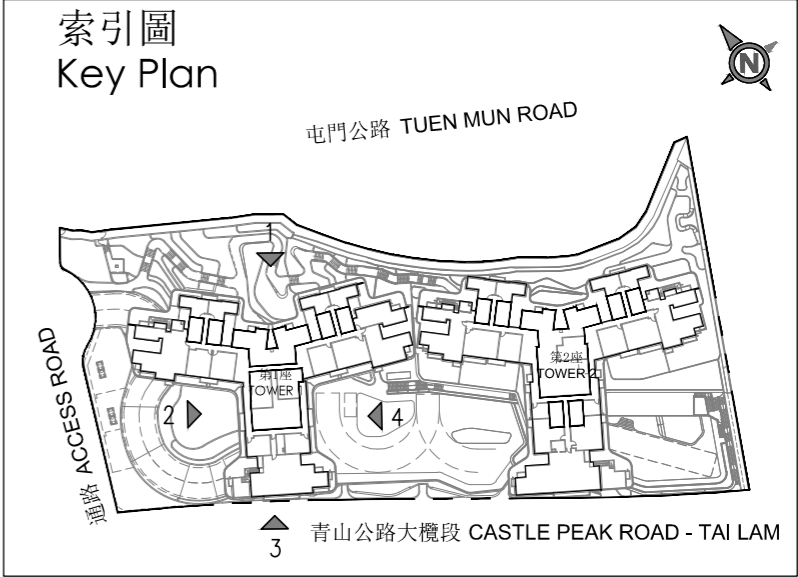 索引圖
Key Plan
N
屯門公路 TUEN MUN ROAD
1
第1座
TOWER 1
第2座
TOWER 2
通路 ACCESS ROAD
2
4
3
青山公路大欖段 CASTLE PEAK ROAD - TAI LAM